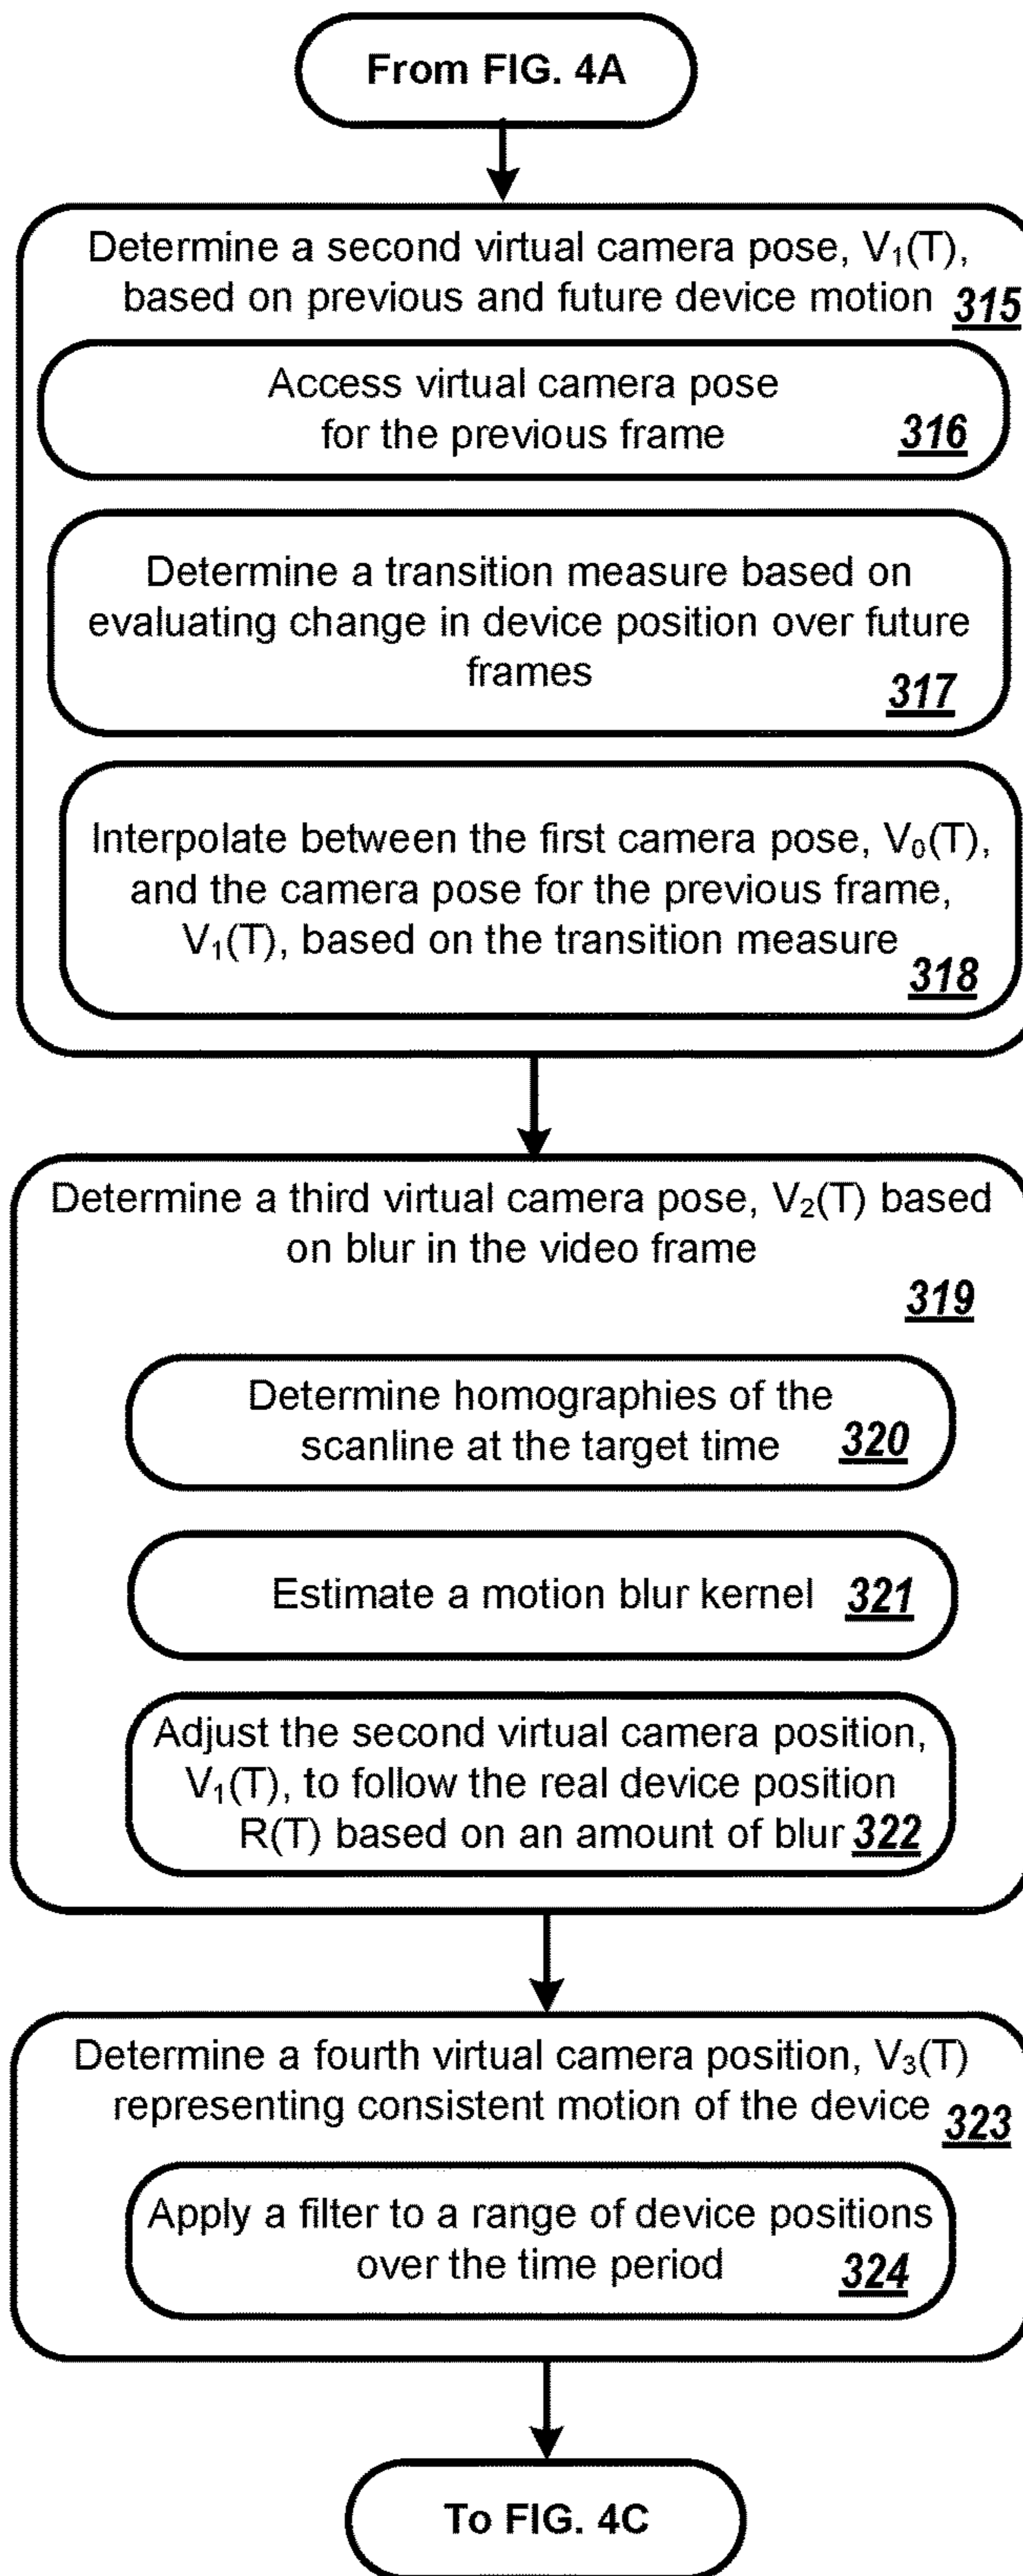 From FIG. 4A
Determine a second virtual camera pose, V₁(T),
based on previous and future device motion 315
Access virtual camera pose
for the previous frame 316
Determine a transition measure based on
evaluating change in device position over future
frames
317
Interpolate between the first camera pose, V₀(T),
and the camera pose for the previous frame,
V₁(T), based on the transition measure
318
Determine a third virtual camera pose, V₂(T) based
on blur in the video frame
319
Determine homographies of the
scanline at the target time 320
Estimate a motion blur kernel 321
Adjust the second virtual camera position,
V₁(T), to follow the real device position
R(T) based on an amount of blur 322
Determine a fourth virtual camera position, V₃(T)
representing consistent motion of the device 323
Apply a filter to a range of device positions
over the time period 324
To FIG. 4C